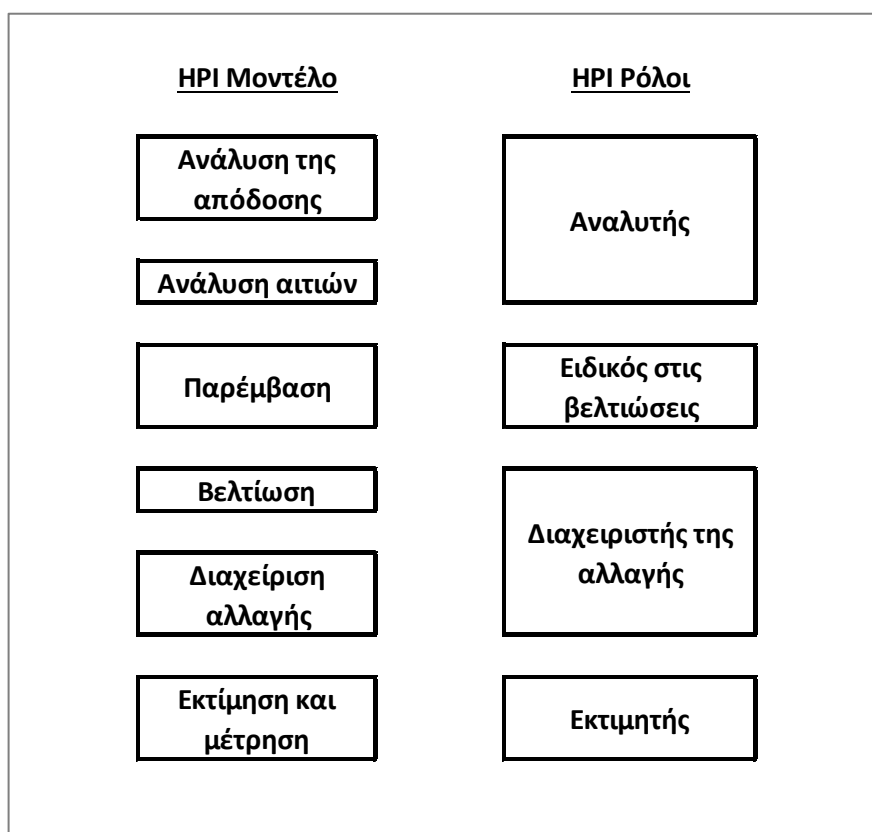 HPI Μοντέλο
Ανάλυση της
απόδοσης
Ανάλυση αιτιών
Παρέμβαση
Βελτίωση
Διαχείριση
αλλαγής
Εκτίμηση και
μέτρηση
HPI Ρόλοι
Αναλυτής
Ειδικός στις
βελτιώσεις
Διαχειριστής της
αλλαγής
Εκτιμητής